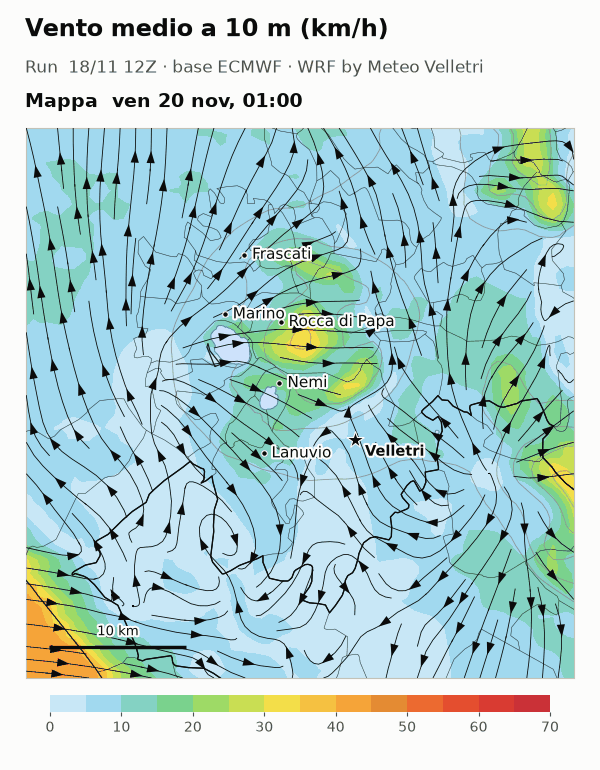 Vento medio a 10 m (km/h)
Run  18/11 12Z · base ECMWF · WRF by Meteo Velletri
Mappa  ven 20 nov, 01:00
Frascati
Marino
Rocca di Papa
Nemi
Velletri
Lanuvio
10 km
0 10 20 30 40 50 60 70